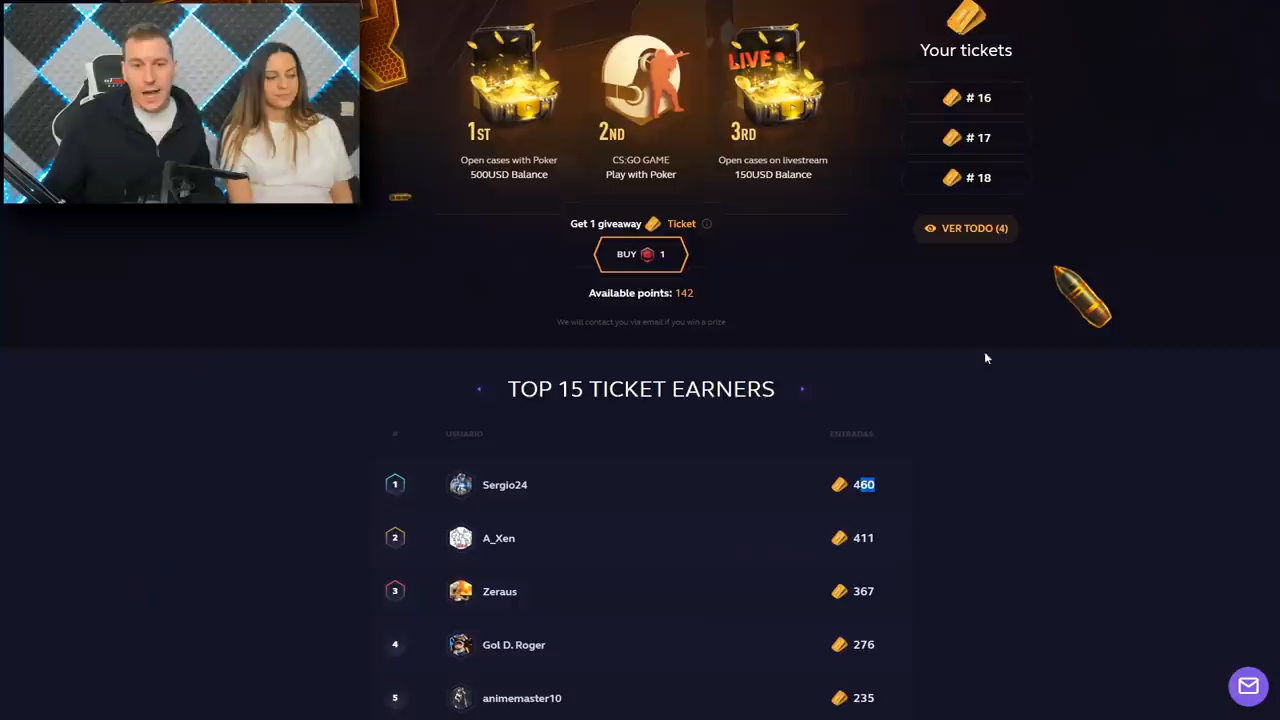 LIVE
1ST
2ND
3RD
Open cases with Poker
500USD Balance
CS:GO GAME
Play with Poker
Open cases on livestream
150USD Balance
Get 1 giveaway Ticket
BUY 1
Available points: 142
We will contact you via email if you win a prize
Your tickets
# 16
# 17
# 18
VER TODO (4)
TOP 15 TICKET EARNERS
# USUARIO ENTRADAS
1 Sergio24 460
2 A_Xen 411
3 Zeraus 367
4 Gol D. Roger 276
5 animemaster10 235